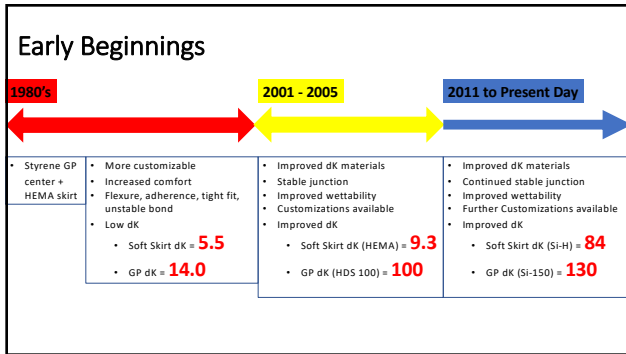 Early Beginnings
1980's
2001 - 2005
2011 to Present Day
• Styrene GP
center +
HEMA skirt
• More customizable
• Increased comfort
• Flexure, adherence, tight fit,
unstable bond
• Low dK
• Soft Skirt dK = 5.5
• GP dK = 14.0
• Improved dK materials
• Stable junction
• Improved wettability
• Customizations available
• Improved dK
• Soft Skirt dK (HEMA) = 9.3
• GP dK (HDS 100) = 100
• Improved dK materials
• Continued stable junction
• Improved wettability
• Further Customizations available
• Improved dK
• Soft Skirt dK (Si-H) = 84
• GP dK (Si-150) = 130